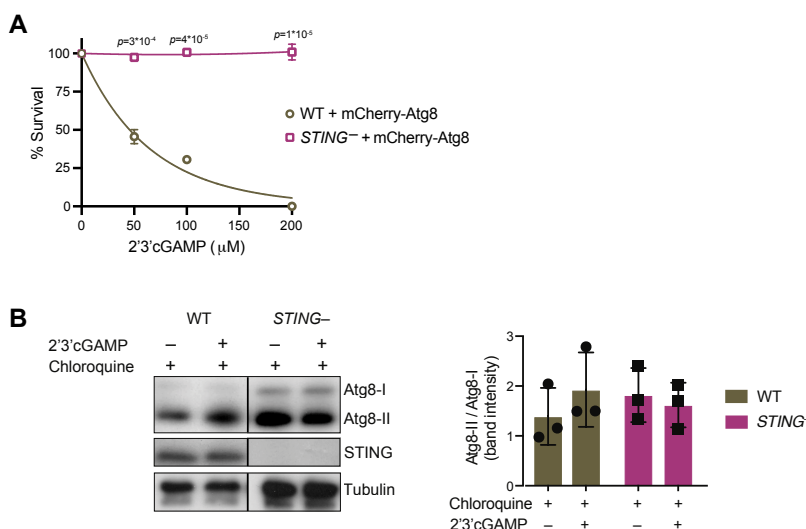 A
p=3*10-4
p=4*10-5
p=1*10-5
100
75
50
25
0
% Survival
0
50
100
150
200
2'3'cGAMP (μM)
WT + mCherry-Atg8
STING— + mCherry-Atg8
B
WT
STING–
2'3'cGAMP – + – +
Chloroquine + + + +
Atg8-I
Atg8-II
STING
Tubulin
3
2
1
0
Atg8-II / Atg8-I
(band intensity)
WT
STING-
Chloroquine + + + +
2'3'cGAMP – + – +